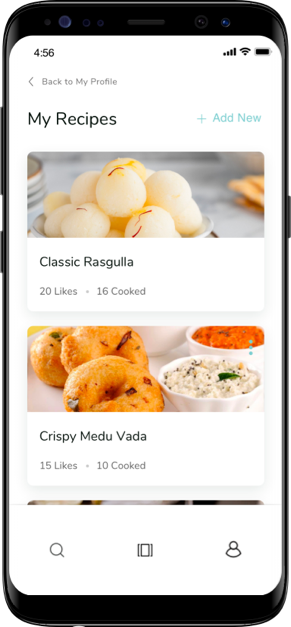 4:56
Back to My Profile
My Recipes
+ Add New
Classic Rasgulla
20 Likes • 16 Cooked
Crispy Medu Vada
15 Likes • 10 Cooked